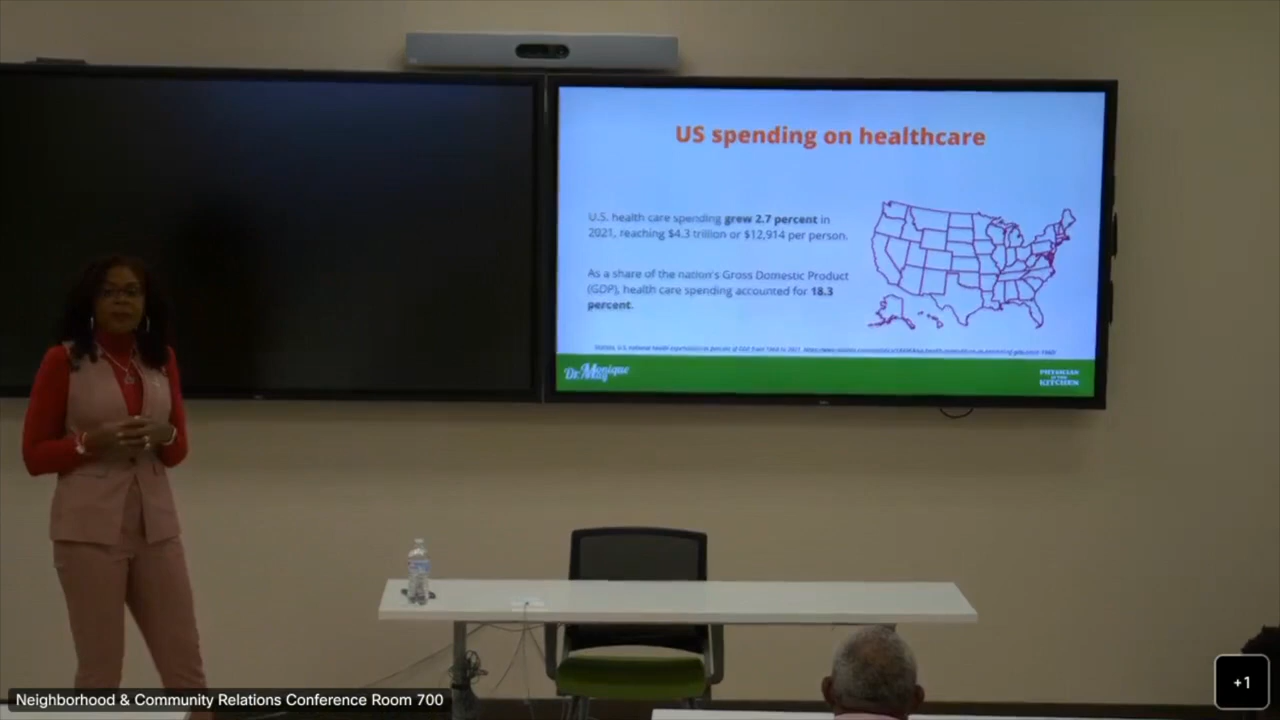 US spending on healthcare
U.S. health care spending grew 2.7 percent in
2021, reaching $4.3 trillion or $12,914 per person.
As a share of the nation's Gross Domestic Product
(GDP), health care spending accounted for 18.3
percent.
Dr. Monique
PHYSICIAN
KITCHEN
Neighborhood & Community Relations Conference Room 700
+1